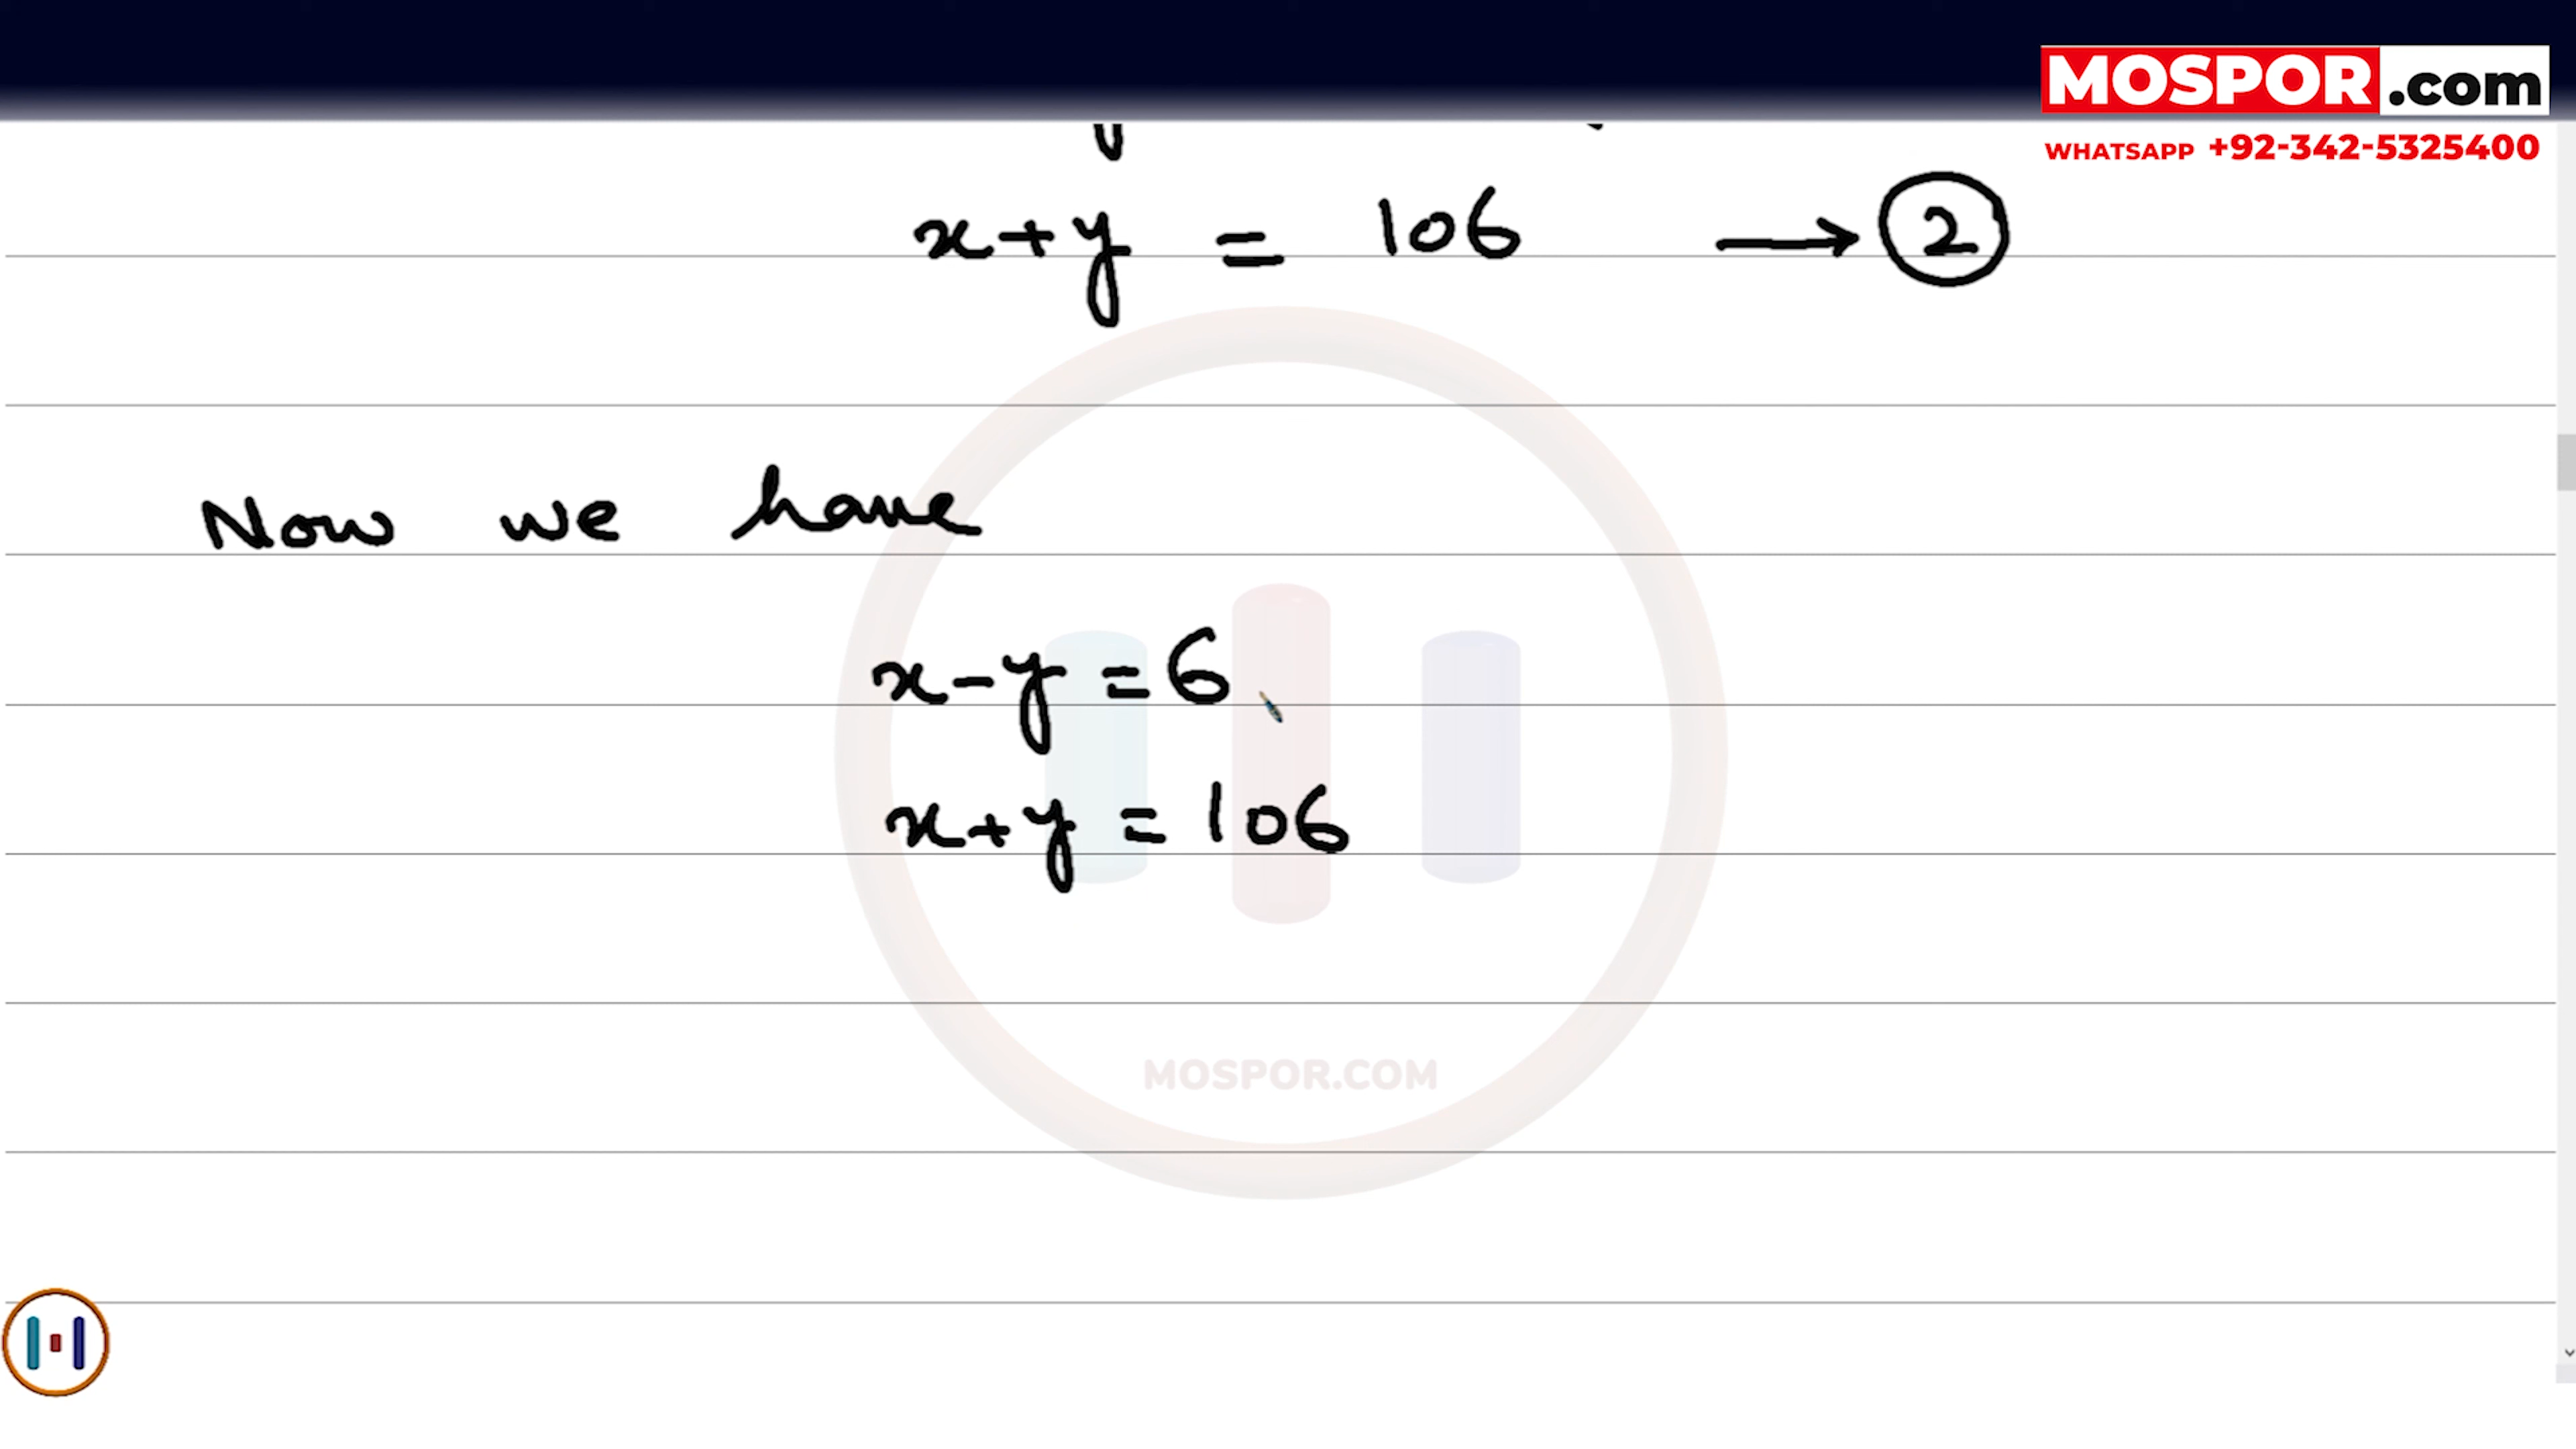 MOSPOR.com
WHATSAPP +92-342-5325400
x+y = 106 → 2
Now we have
x-y = 6
x+y = 106
MOSPOR.COM